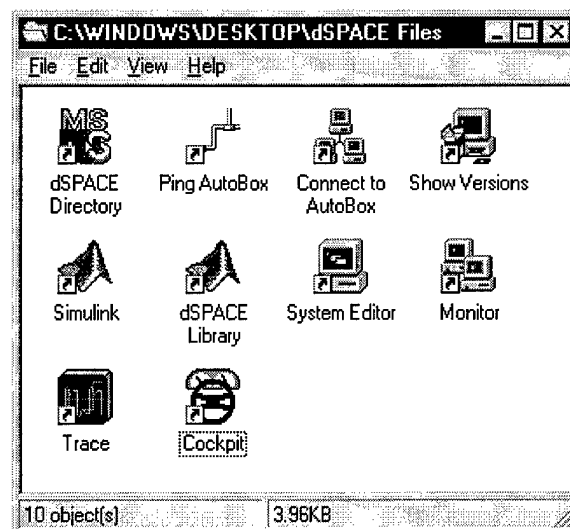 C:\WINDOWS\DESKTOP\dSPACE Files
File Edit View Help
MS
S
dSPACE Directory
Ping AutoBox
Connect to AutoBox
Show Versions
Simulink
dSPACE Library
System Editor
Monitor
Trace
Cockpit
10 object(s) 3.96KB